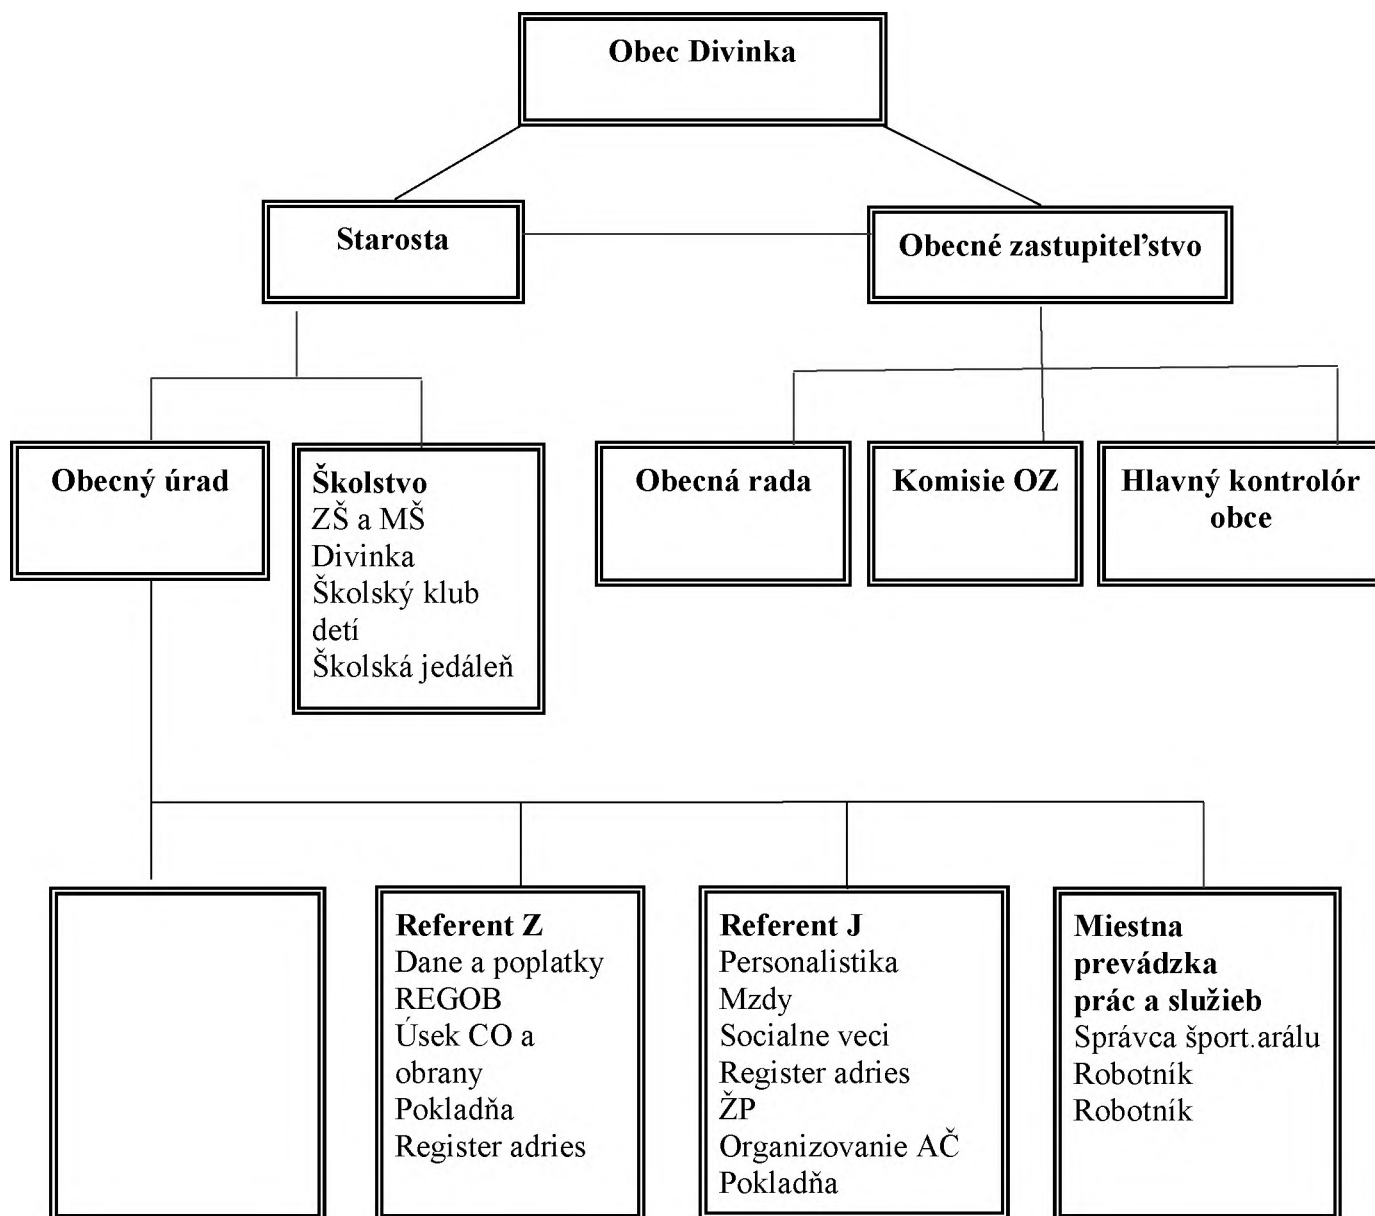 Obec Divinka
Starosta
Obecné zastupiteľstvo
Obecný úrad
Školstvo
ZŠ a MŠ
Divinka
Školský klub
detí
Školská jedáleň
Obecná rada
Komisie OZ
Hlavný kontrolór
obce
Referent Z
Dane a poplatky
REGOB
Úsek CO a
obrany
Pokladňa
Register adries
Referent J
Personalistika
Mzdy
Socialne veci
Register adries
ŽP
Organizovanie AČ
Pokladňa
Miestna
prevádzka
prác a služieb
Správca šport.arálu
Robotník
Robotník